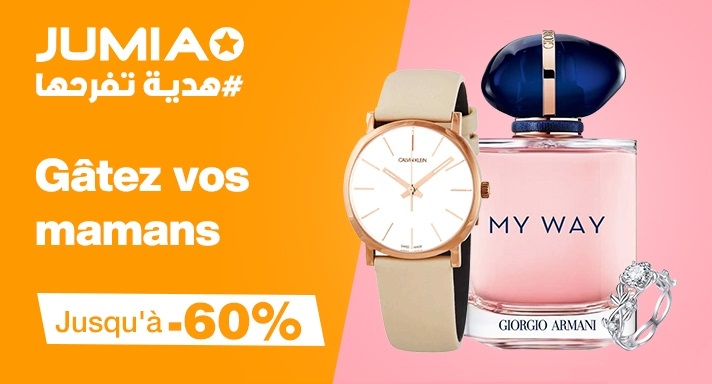 JUMIA
#هدية تفرحها
Gâtez vos
mamans
Jusqu'à -60%
CALVIN KLEIN
MY WAY
GIORGIO ARMANI